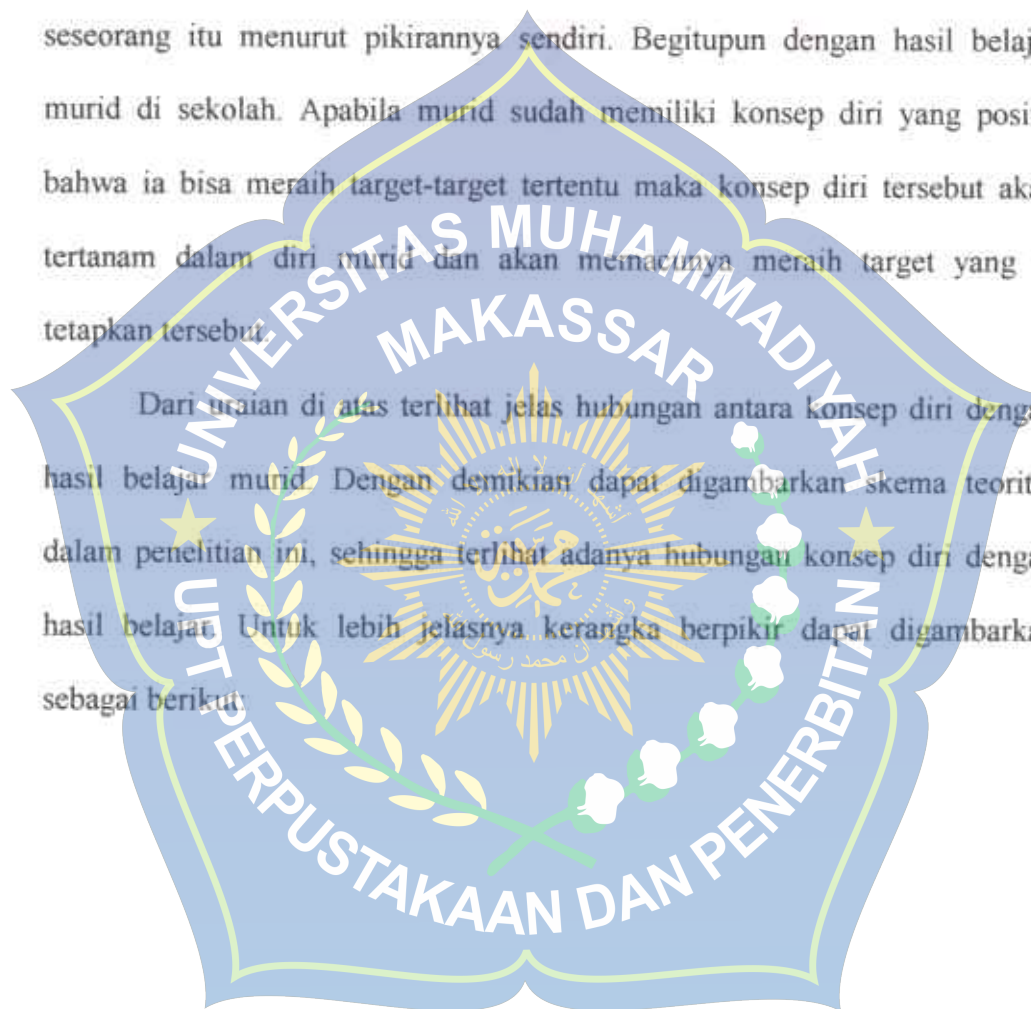 seseorang itu menurut pikirannya sendiri. Begitupun dengan hasil belaj
murid di sekolah. Apabila murid sudah memiliki konsep diri yang posi
bahwa ia bisa meraih target-target tertentu maka konsep diri tersebut aka
tertanam dalam diri murid dan akan memacunya meraih target yang
tetapkan tersebut.
Dari uraian di atas terlihat jelas hubungan antara konsep diri denga
hasil belajar murid. Dengan demikian dapat digambarkan skema teorit
dalam penelitian ini, sehingga terlihat adanya hubungan konsep diri denga
hasil belajar. Untuk lebih jelasnya kerangka berpikir dapat digambarka
sebagai berikut:
UNIVERSITAS MUHAMMADIYAH
MAKASSAR
محمد
UPT PERPUSTAKAAN DAN PENERBITAN